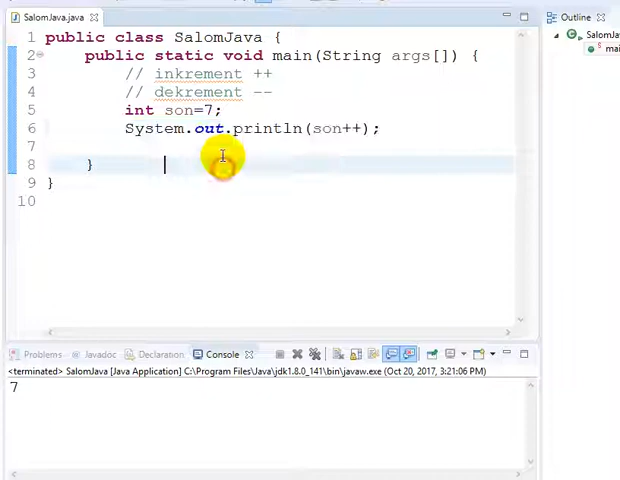 SalomJava.java
Outline
1 public class SalomJava {
2 public static void main(String args[]) {
3 // inkrement ++
4 // dekrement --
5 int son=7;
6 System.out.println(son++);
7
8 }
9 }
10
SalomJav
mai
Problems @ Javadoc Declaration Console
<terminated> SalomJava [Java Application] C:\Program Files\Java\jdk1.8.0_141\bin\javaw.exe (Oct 20, 2017, 3:21:06 PM)
7